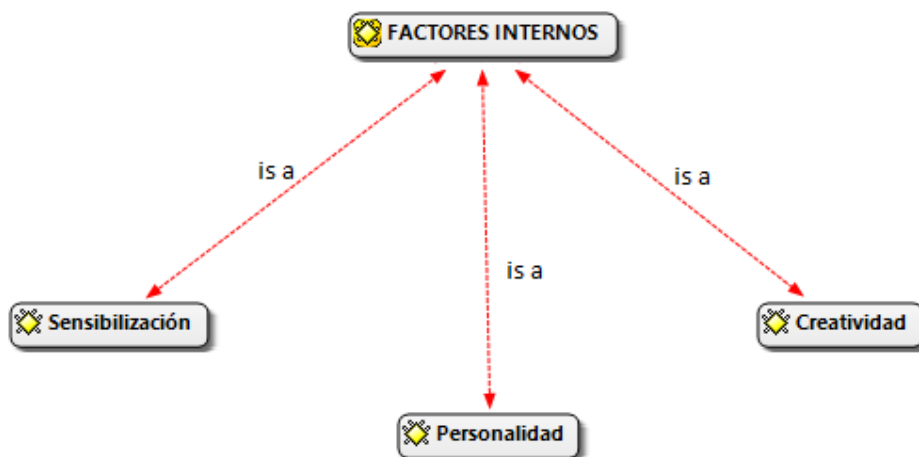 FACTORES INTERNOS
is a
is a
is a
Sensibilización
Creatividad
Personalidad